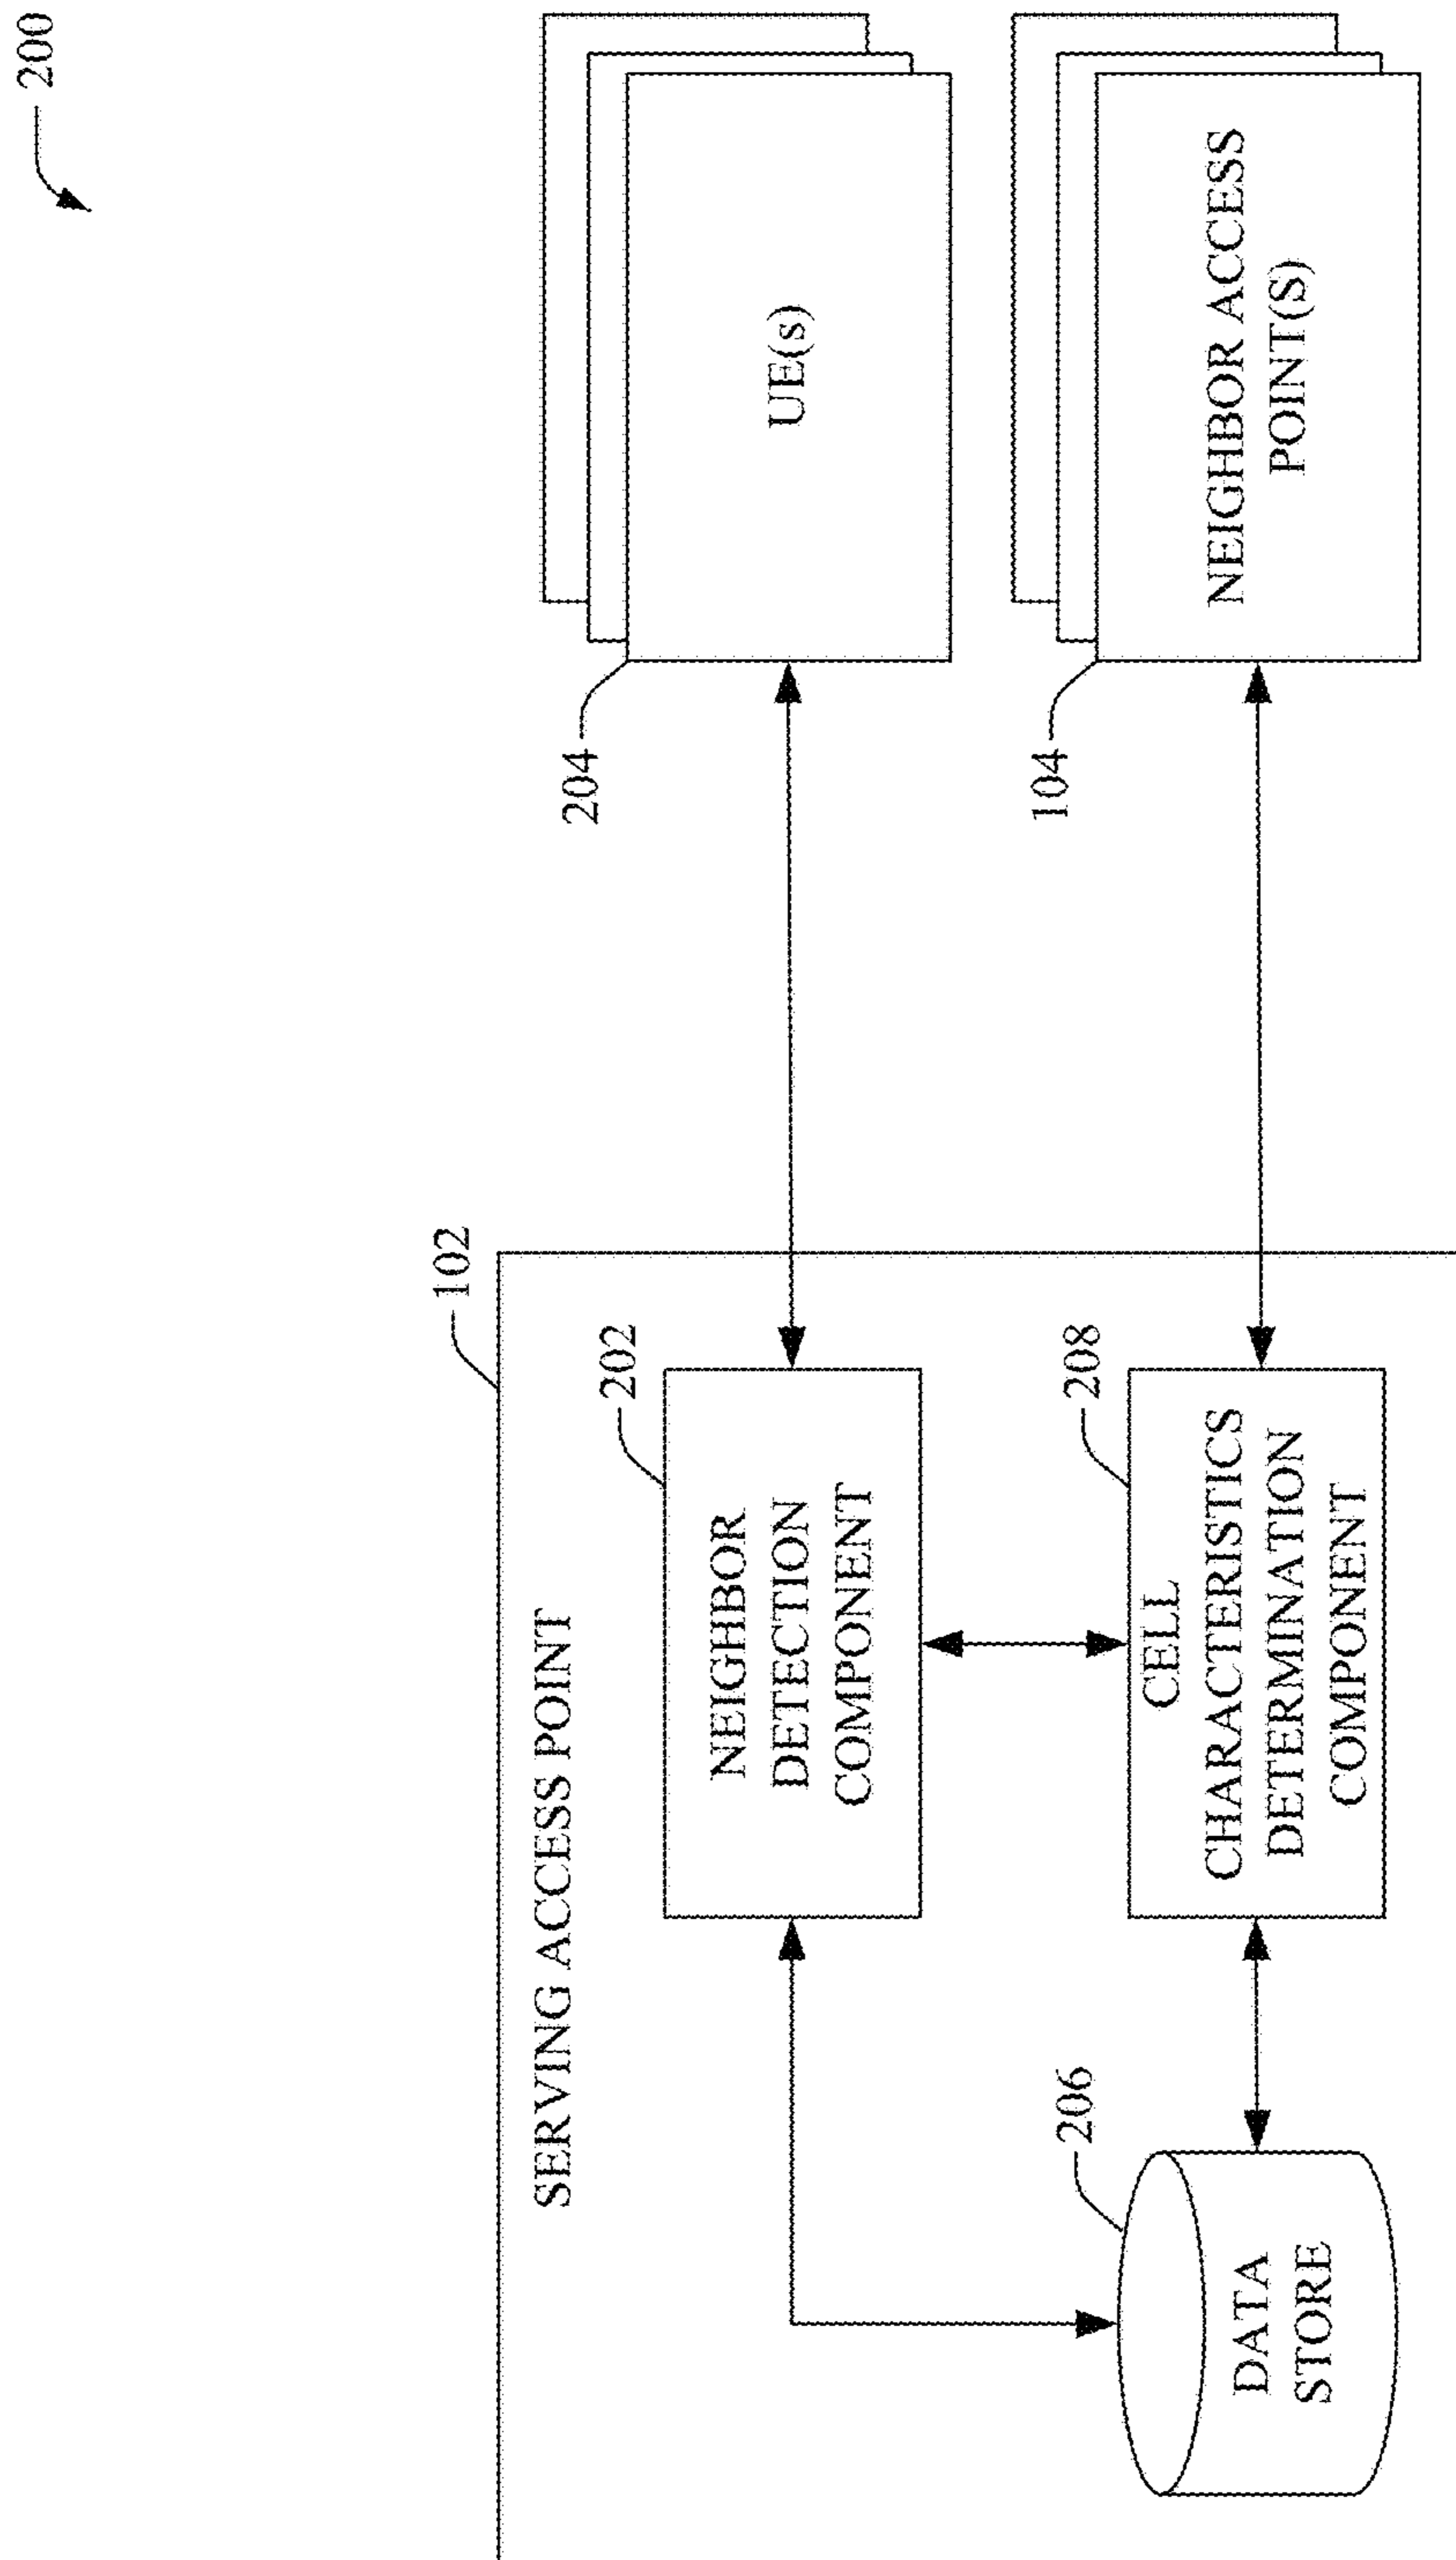 200
102
SERVING ACCESS POINT
202
NEIGHBOR
DETECTION
COMPONENT
204
UE(s)
206
DATA
STORE
208
CELL
CHARACTERISTICS
DETERMINATION
COMPONENT
104
NEIGHBOR ACCESS
POINT(S)